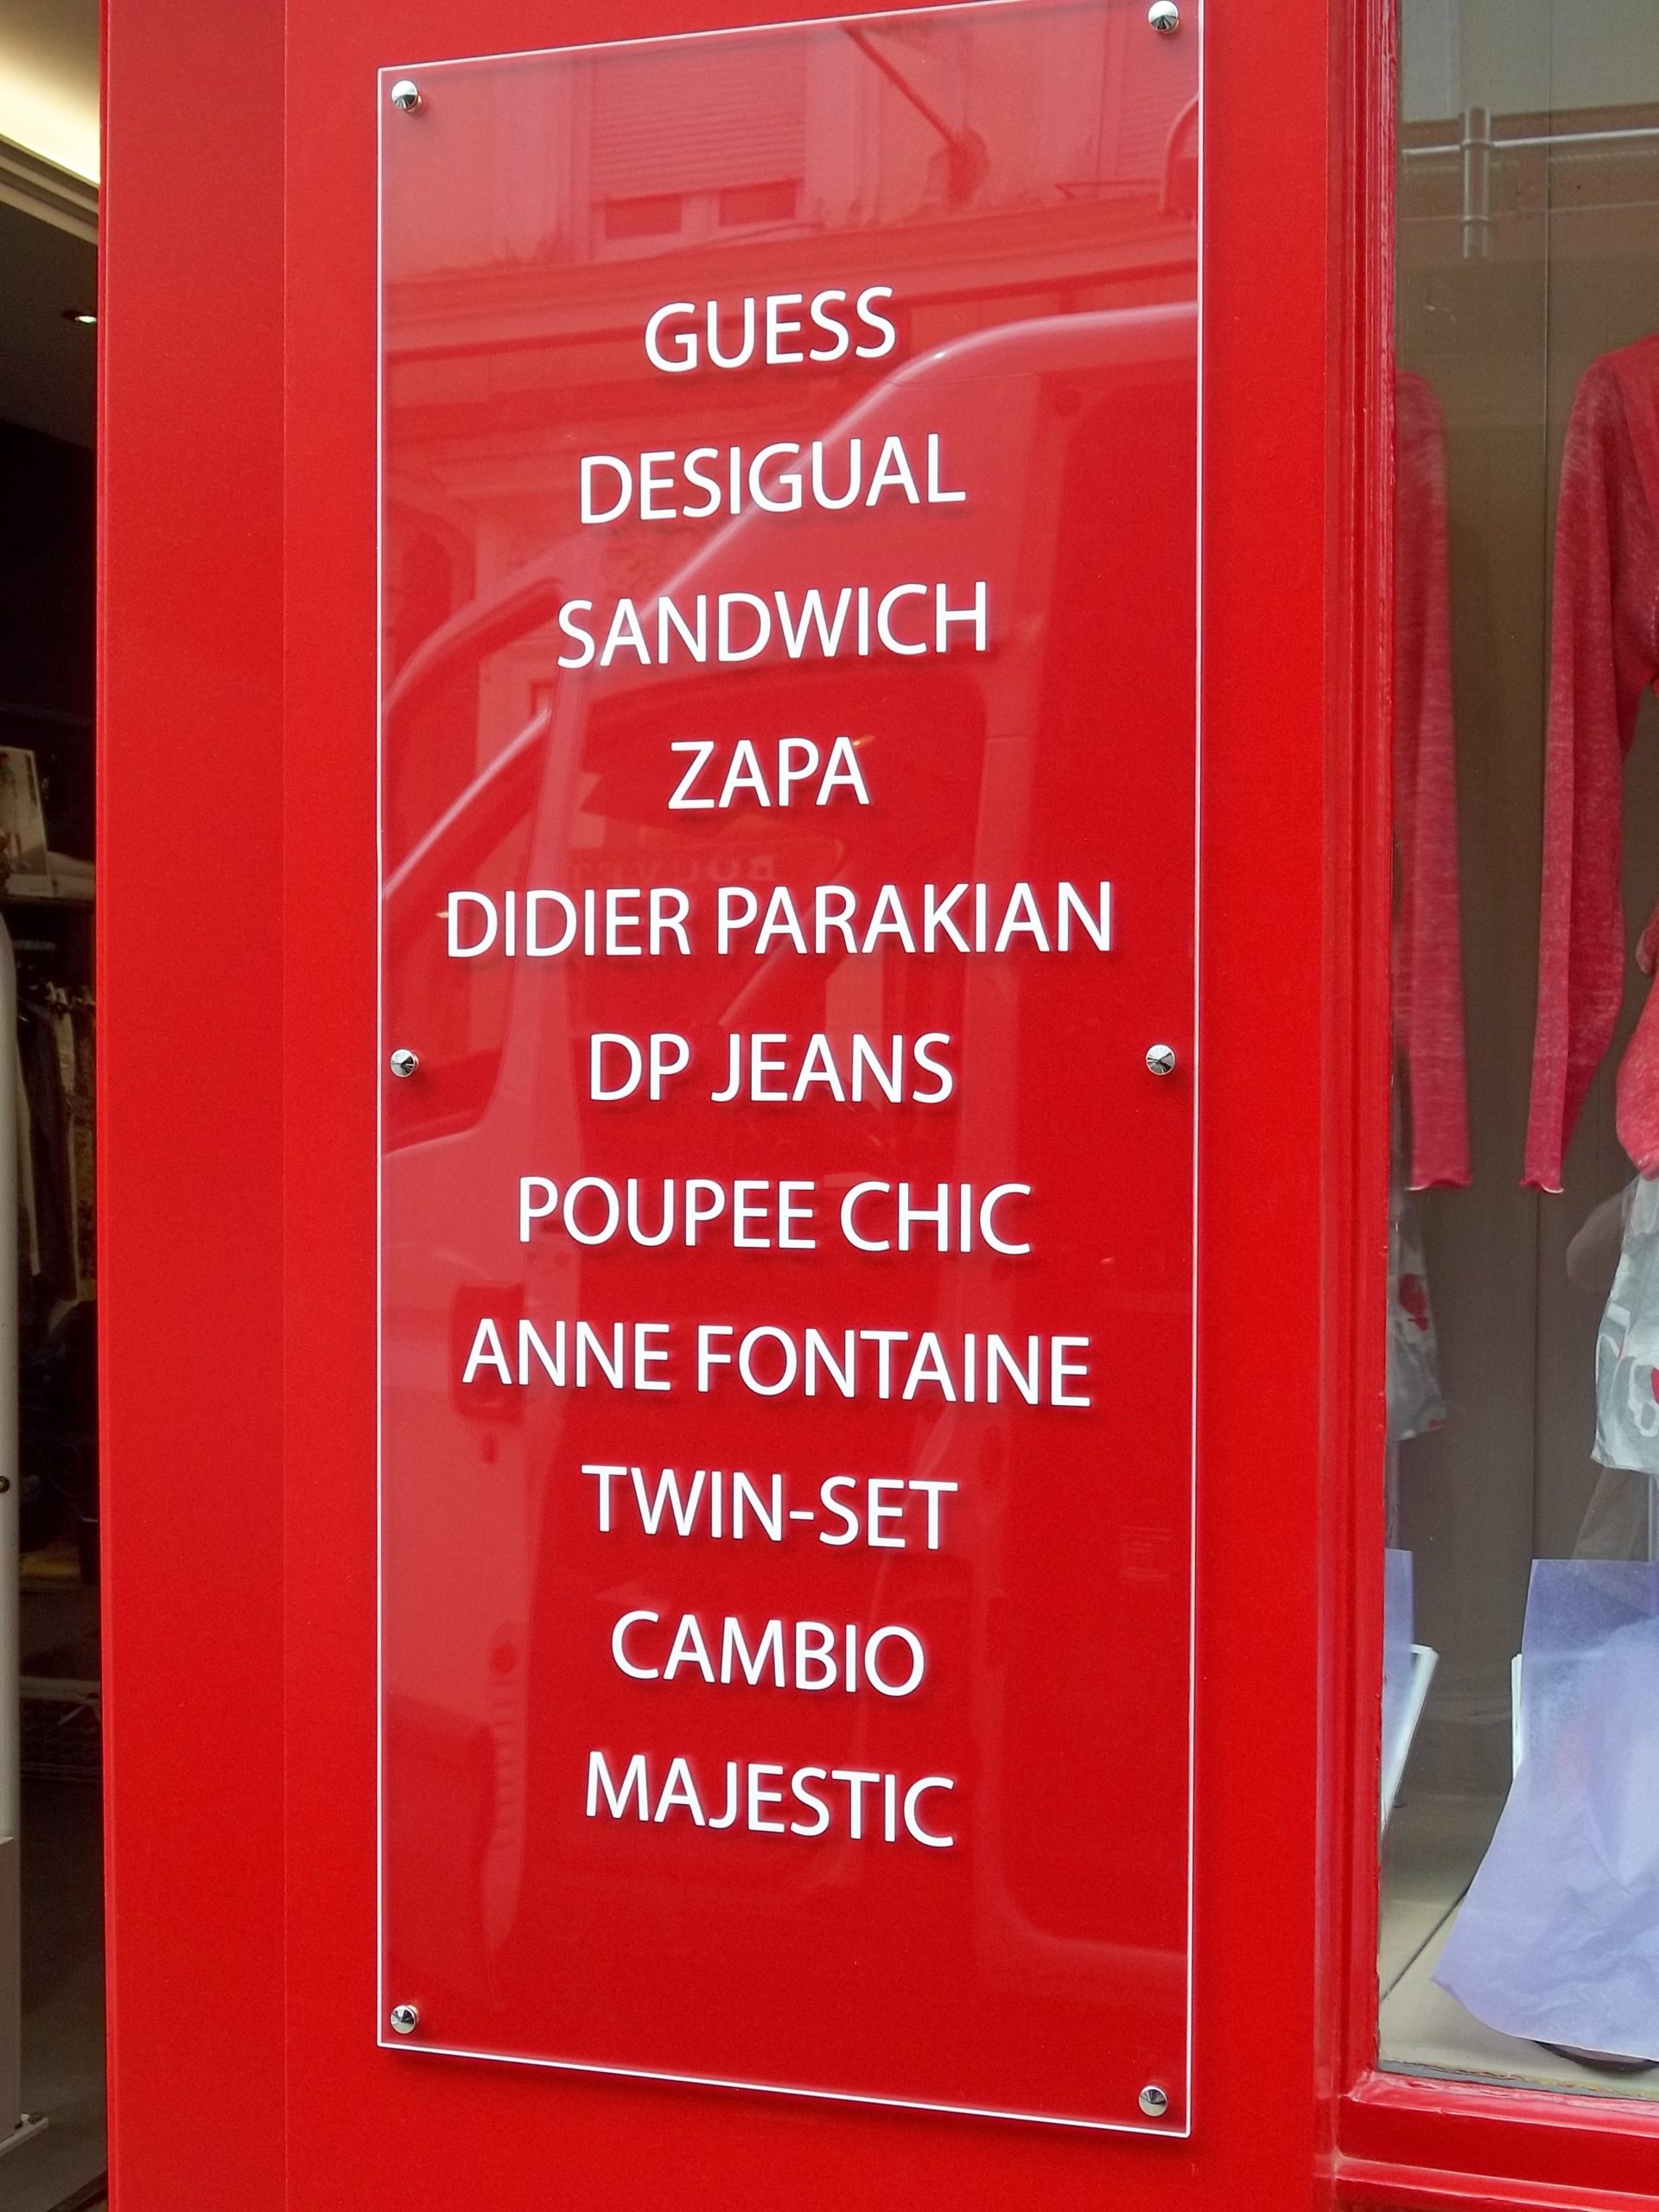 GUESS
DESIGUAL
SANDWICH
ZAPA
DIDIER PARAKIAN
DP JEANS
POUPEE CHIC
ANNE FONTAINE
TWIN-SET
CAMBIO
MAJESTIC